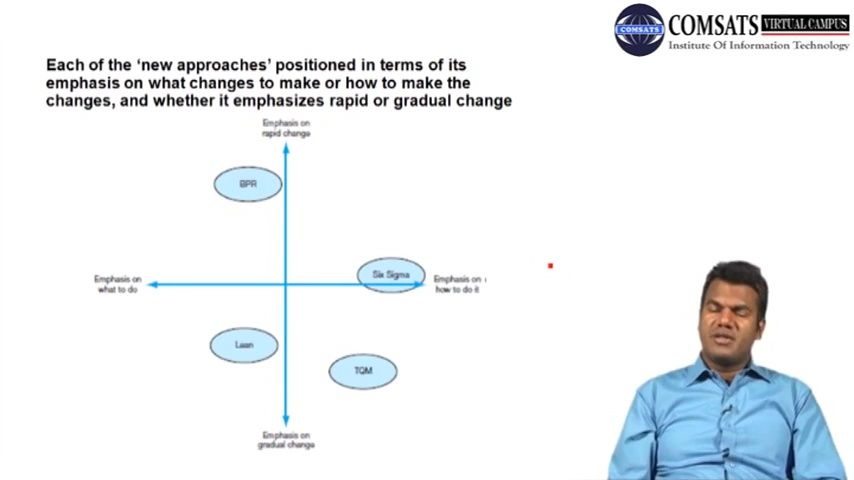 COMSATS VIRTUAL CAMPUS
Institute Of Information Technology
COMSATS
Each of the ‘new approaches’ positioned in terms of its
emphasis on what changes to make or how to make the
changes, and whether it emphasizes rapid or gradual change
Emphasis on
rapid change
BPR
Six Sigma
Emphasis on
what to do
Emphasis on
how to do it
Lean
TQM
Emphasis on
gradual change